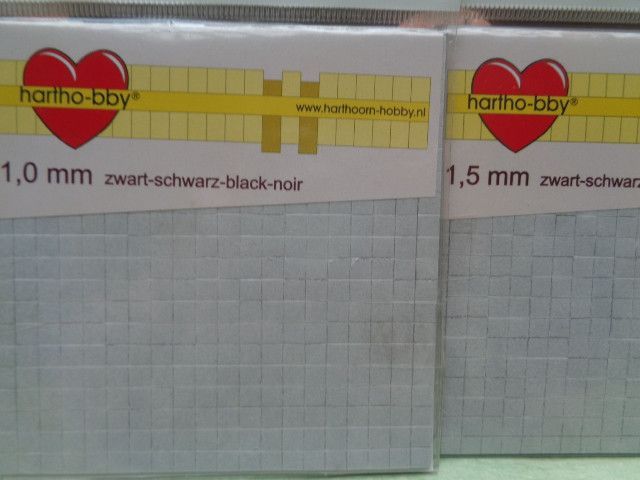 hartho-bby®
www.harthoorn-hobby.nl
1,0 mm zwart-schwarz-black-noir
hartho-bby®
1,5 mm zwart-schwarz